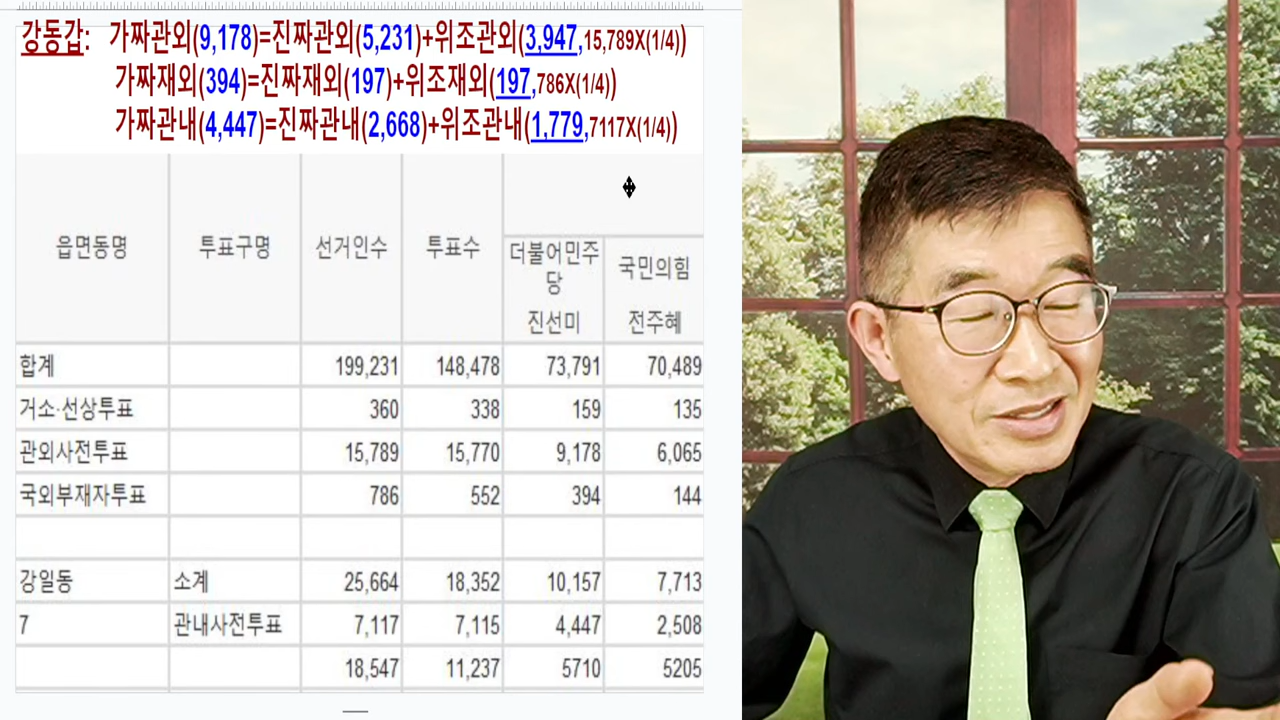 강동갑: 가짜관외(9,178)=진짜관외(5,231)+위조관외(3,947,15,789X(1/4))
가짜재외(394)=진짜재외(197)+위조재외(197,786X(1/4))
가짜관내(4,447)=진짜관내(2,668)+위조관내(1,779,7117X(1/4))
읍면동명 투표구명 선거인수 투표수 더불어민주당 진선미 국민의힘 전주혜
합계 199,231 148,478 73,791 70,489
거소·선상투표 360 338 159 135
관외사전투표 15,789 15,770 9,178 6,065
국외부재자투표 786 552 394 144
강일동 소계 25,664 18,352 10,157 7,713
7 관내사전투표 7,117 7,115 4,447 2,508
18,547 11,237 5710 5205